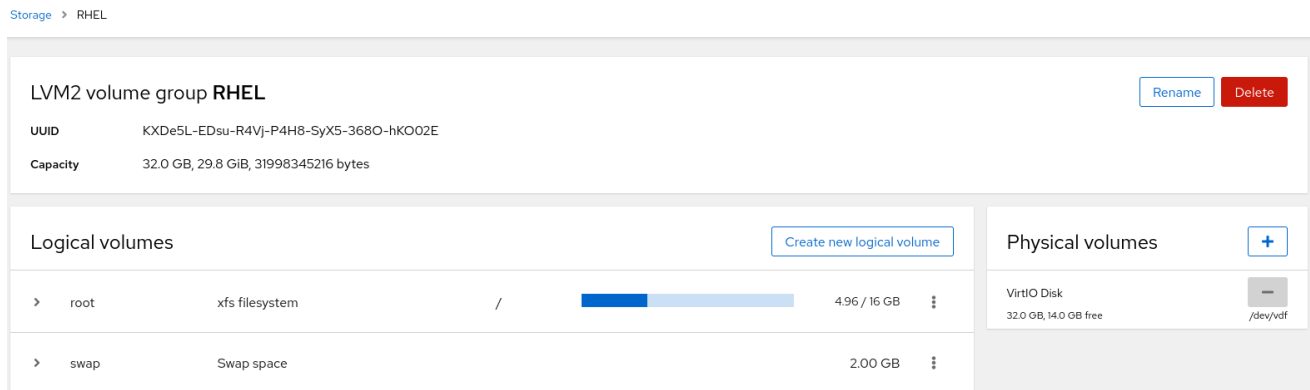 Storage > RHEL
LVM2 volume group RHEL
Rename
Delete
UUID KXDe5L-EDsu-R4Vj-P4H8-SyX5-368O-hKO02E
Capacity 32.0 GB, 29.8 GiB, 31998345216 bytes
Logical volumes
Create new logical volume
root xfs filesystem / 4.96 / 16 GB
swap Swap space 2.00 GB
Physical volumes
VirtIO Disk
32.0 GB, 14.0 GB free /dev/vdf